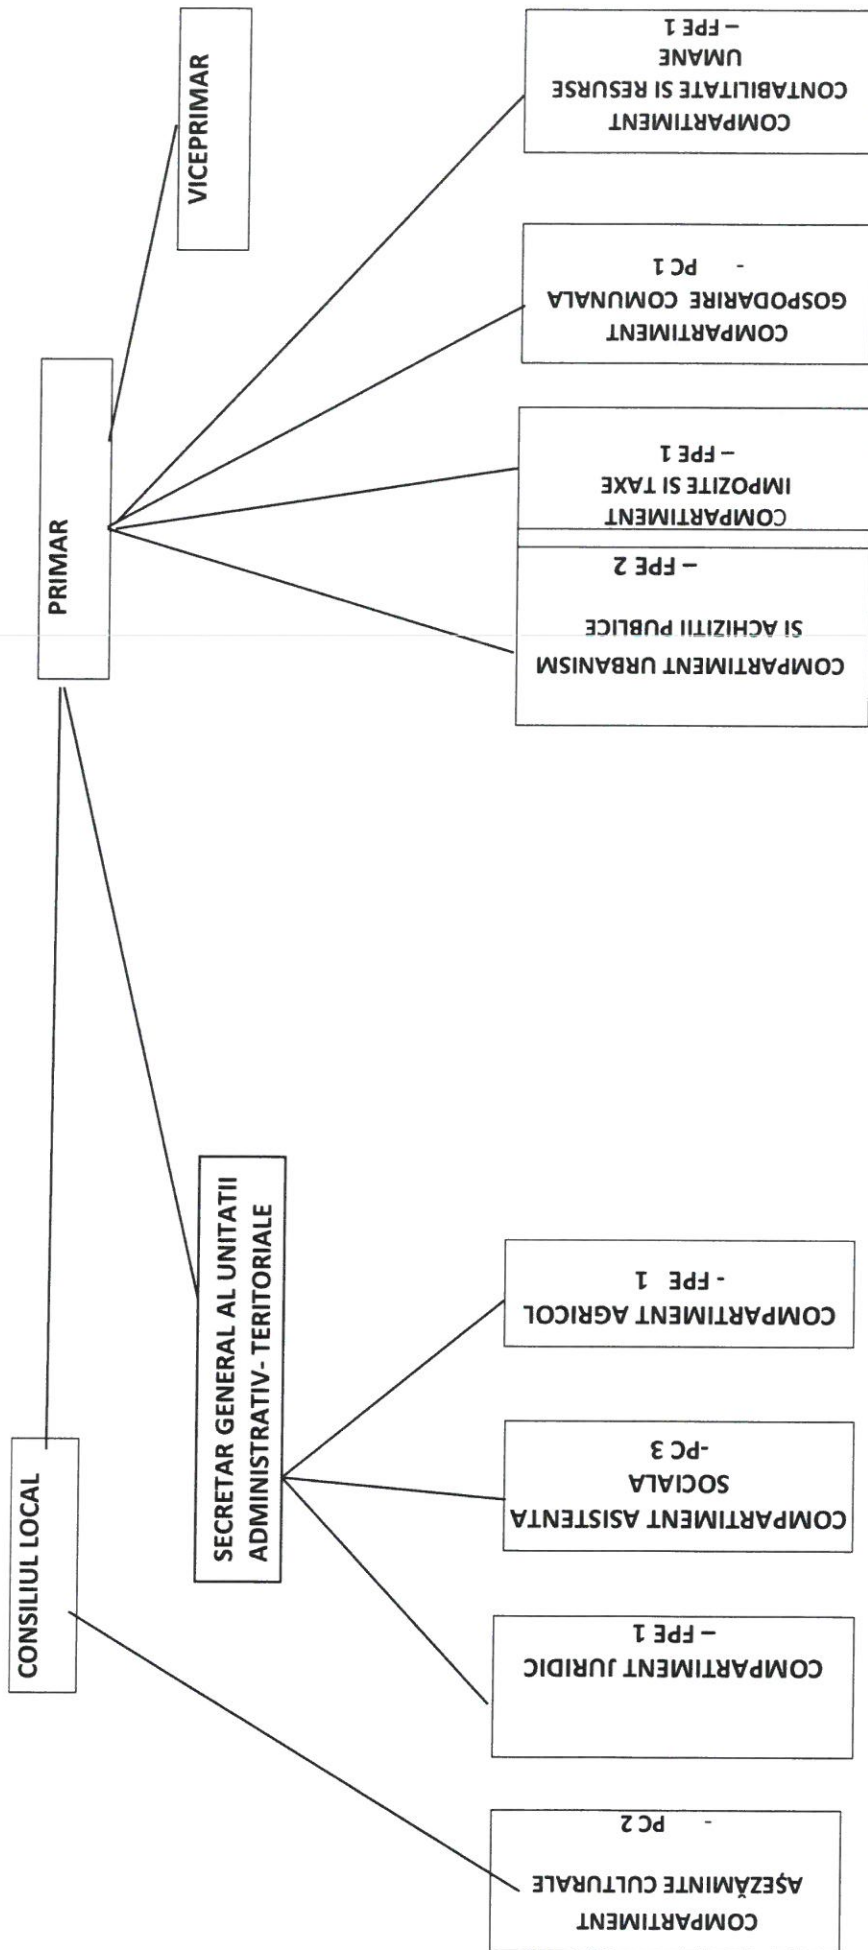 CONSILIUL LOCAL
PRIMAR
VICEPRIMAR
SECRETAR GENERAL AL UNITATII
ADMINISTRATIV- TERITORIALE
COMPARTIMENT
AȘEZĂMINTE CULTURALE
- PC 2
COMPARTIMENT JURIDIC
– FPE 1
COMPARTIMENT ASISTENTA
SOCIALA
-PC 3
COMPARTIMENT AGRICOL
- FPE 1
COMPARTIMENT URBANISM
SI ACHIZITII PUBLICE
– FPE 2
COMPARTIMENT
IMPOZITE SI TAXE
– FPE 1
COMPARTIMENT
GOSPODARIRE COMUNALA
- PC 1
COMPARTIMENT
CONTABILITATE SI RESURSE
UMANE
– FPE 1